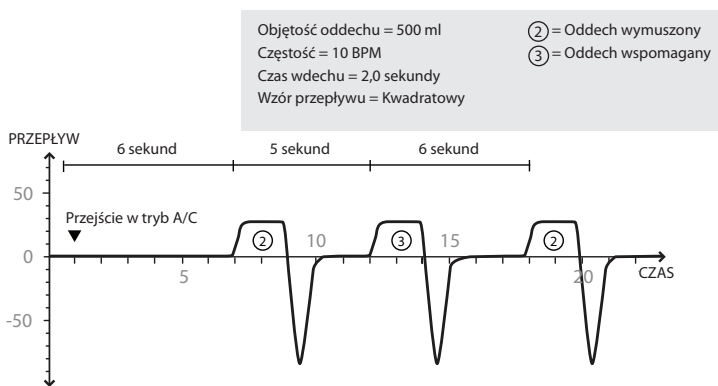 Objętość oddechu = 500 ml
Częstość = 10 BPM
Czas wdechu = 2,0 sekundy
Wzór przepływu = Kwadratowy
2 = Oddech wymuszony
3 = Oddech wspomagany
PRZEPŁYW
6 sekund
5 sekund
6 sekund
50
Przejście w tryb A/C
2
10
3
15
2
0
5
20
CZAS
-50